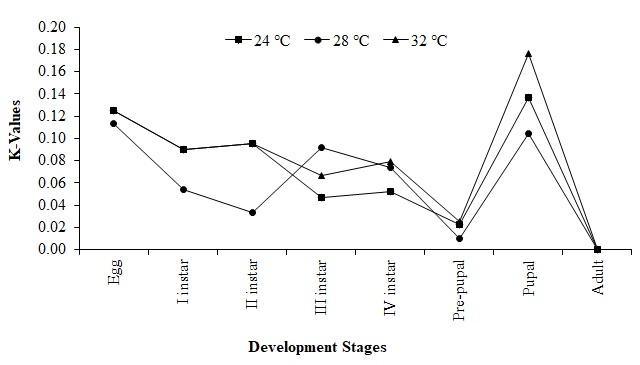 24 °C 28 °C 32 °C
K-Values
0.20
0.18
0.16
0.14
0.12
0.10
0.08
0.06
0.04
0.02
0.00
Egg
I instar
II instar
III instar
IV instar
Pre-pupal
Pupal
Adult
Development Stages